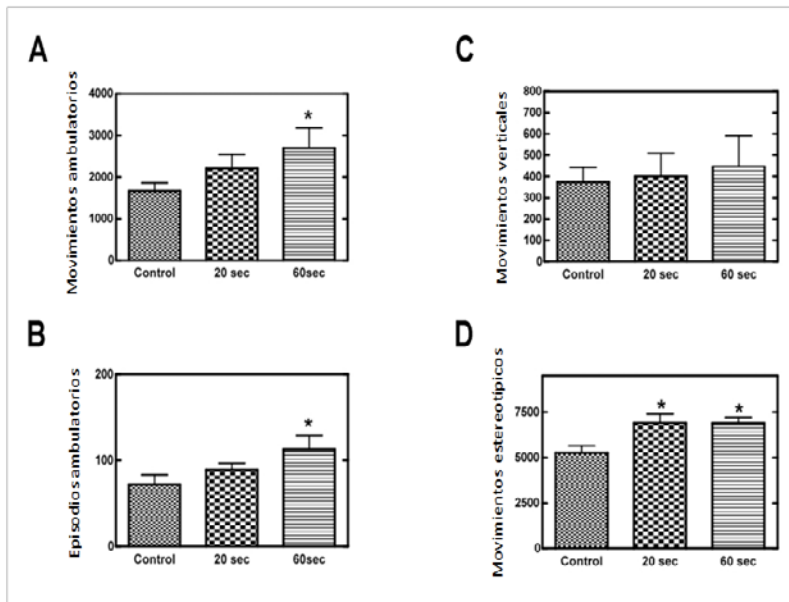 A
Movimientos ambulatorios
4000
3000
2000
1000
0
*
Control 20 sec 60sec
B
Episodios ambulatorios
200
100
0
*
Control 20 sec 60sec
C
Movimientos verticales
800
700
600
500
400
300
200
100
0
Control 20 sec 60 sec
D
Movimientos estereotípicos
7500
5000
2500
0
* *
Control 20 sec 60 sec